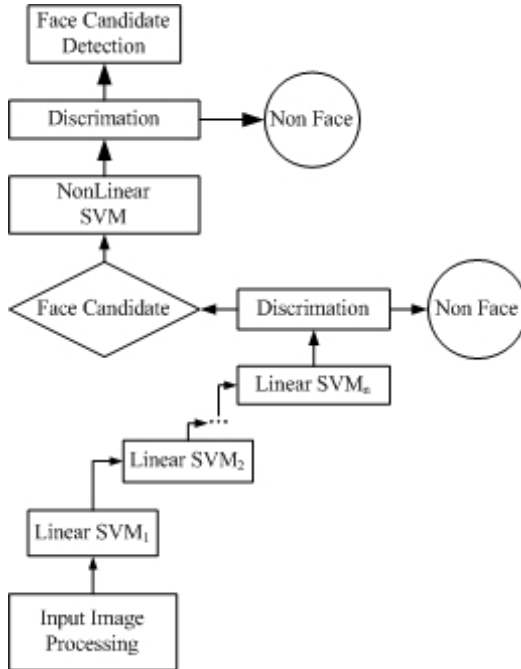 Face Candidate
Detection
Discrimation
Non Face
NonLinear
SVM
Face Candidate
Discrimation
Non Face
Linear SVMₙ
...
Linear SVM₂
Linear SVM₁
Input Image
Processing